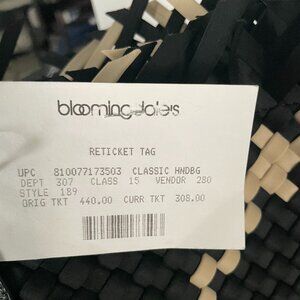 bloomingdale's
RETICKET TAG
UPC 810077173503 CLASSIC HNDBG
DEPT 307 CLASS 15 VENDOR 280
STYLE 189
ORIG TKT 440.00 CURR TKT 308.00